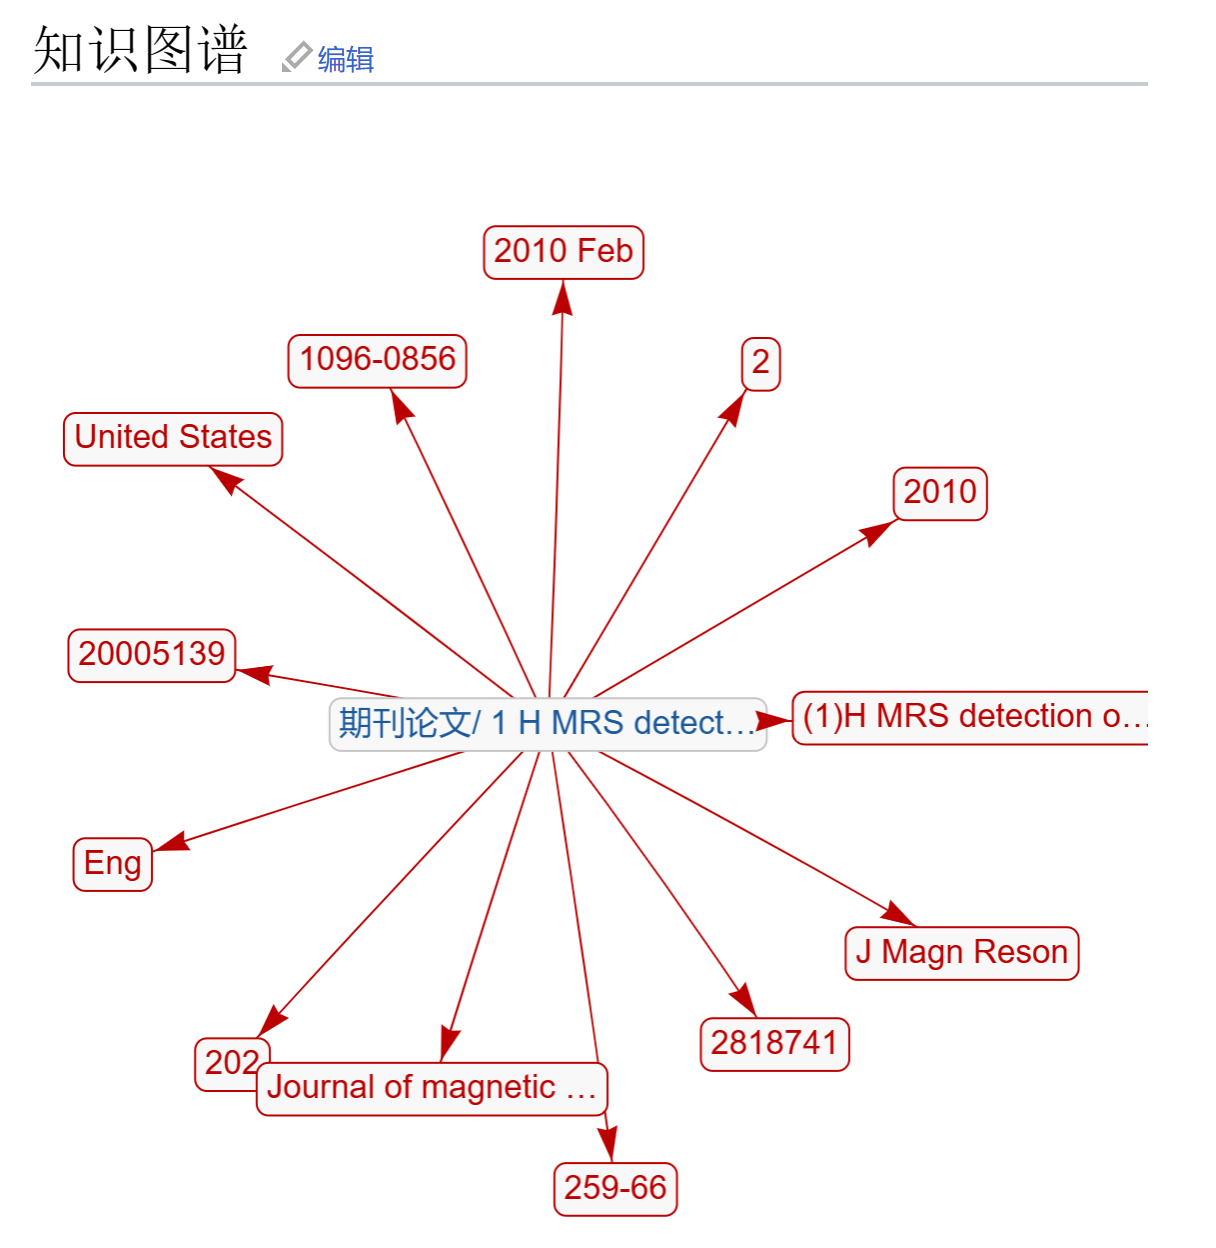 知识图谱 编辑
2010 Feb
1096-0856
2
United States
2010
20005139
期刊论文/ 1 H MRS detect…
(1)H MRS detection o…
Eng
J Magn Reson
2818741
202
Journal of magnetic …
259-66